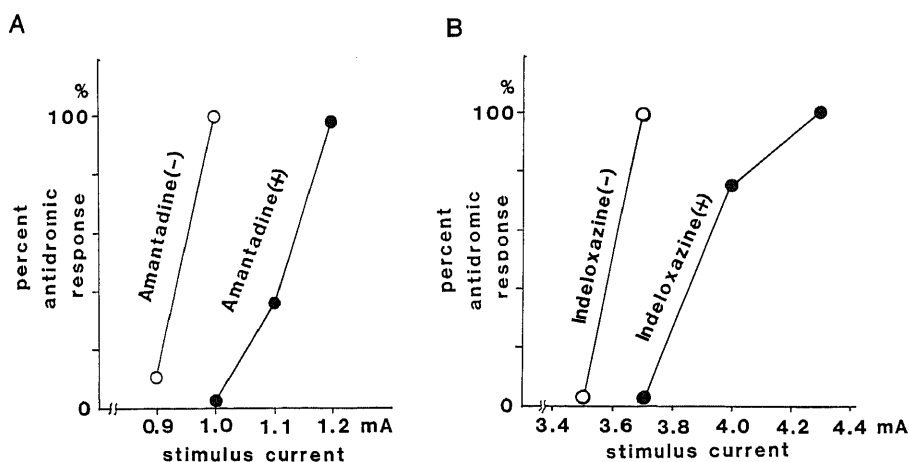 A
%
100
0
percent
antidromic
response
Amantadine(-)
Amantadine(+)
0.9 1.0 1.1 1.2 mA
stimulus current
B
%
100
0
percent
antidromic
response
Indeloxazine(-)
Indeloxazine(+)
3.4 3.6 3.8 4.0 4.2 4.4
mA
stimulus current